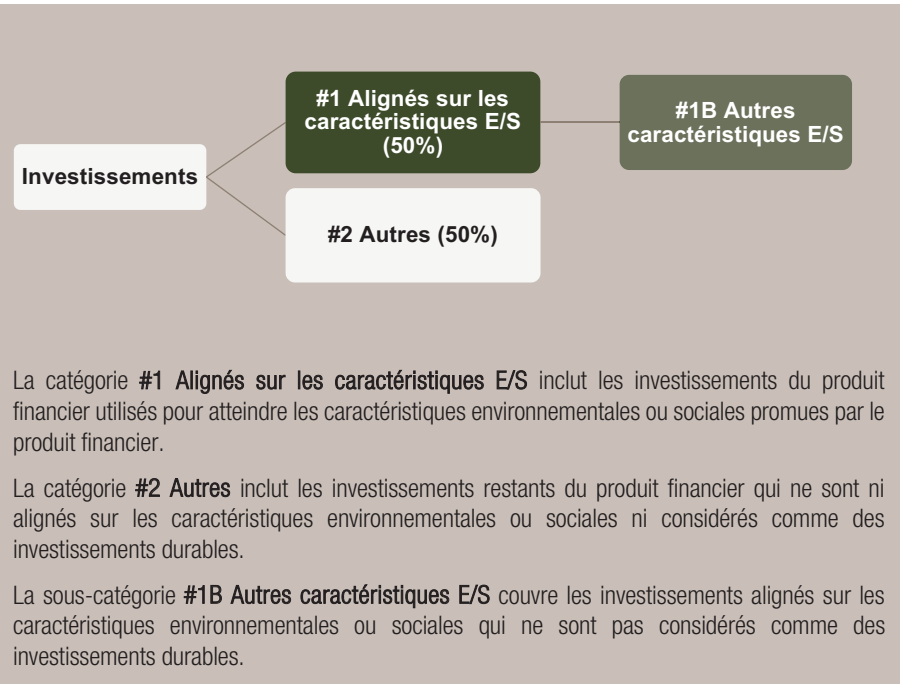 #1 Alignés sur les
caractéristiques E/S
(50%)
#1B Autres
caractéristiques E/S
Investissements
#2 Autres (50%)
La catégorie #1 Alignés sur les caractéristiques E/S inclut les investissements du produit
financier utilisés pour atteindre les caractéristiques environnementales ou sociales promues par le
produit financier.
La catégorie #2 Autres inclut les investissements restants du produit financier qui ne sont ni
alignés sur les caractéristiques environnementales ou sociales ni considérés comme des
investissements durables.
La sous-catégorie #1B Autres caractéristiques E/S couvre les investissements alignés sur les
caractéristiques environnementales ou sociales qui ne sont pas considérés comme des
investissements durables.